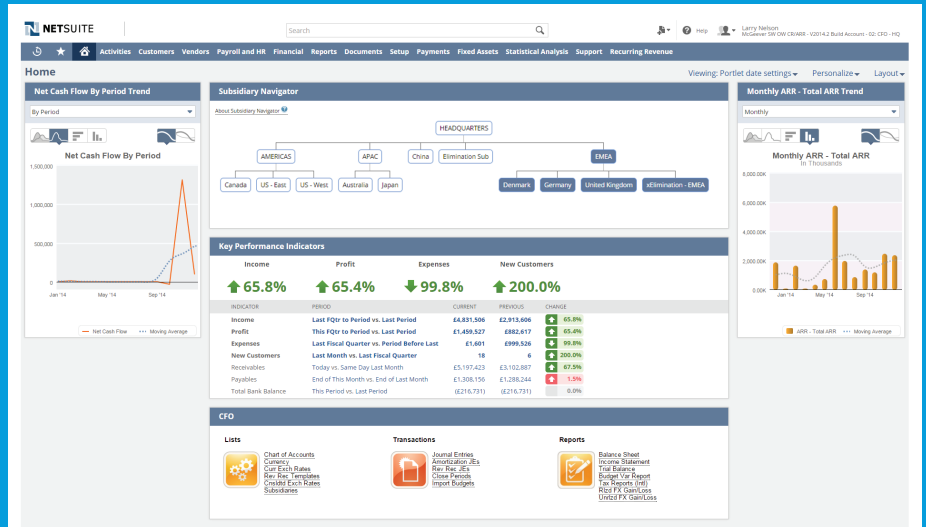 NETSUITE
Search
Help
Larry Nelson
McGeever SW OW CR/ARR - V2014.2 Build Account - 02: CFO - HQ
Activities Customers Vendors Payroll and HR Financial Reports Documents Setup Payments Fixed Assets Statistical Analysis Support Recurring Revenue
Home
Viewing: Portlet date settings Personalize Layout
Net Cash Flow By Period Trend
By Period
Net Cash Flow By Period
1,500,000
1,000,000
500,000
0
Jan '14 May '14 Sep '14
Net Cash Flow Moving Average
Subsidiary Navigator
About Subsidiary Navigator
HEADQUARTERS
AMERICAS APAC China Elimination Sub EMEA
Canada US - East US - West Australia Japan Denmark Germany United Kingdom xElimination - EMEA
Key Performance Indicators
Income Profit Expenses New Customers
65.8% 65.4% 99.8% 200.0%
INDICATOR PERIOD CURRENT PREVIOUS CHANGE
Income Last FQtr to Period vs. Last Period £4,831,506 £2,913,606 65.8%
Profit This FQtr to Period vs. Last Period £1,459,527 £882,617 65.4%
Expenses Last Fiscal Quarter vs. Period Before Last £1,601 £999,526 99.8%
New Customers Last Month vs. Last Fiscal Quarter 18 6 200.0%
Receivables Today vs. Same Day Last Month £5,197,423 £3,102,887 67.5%
Payables End of This Month vs. End of Last Month £1,308,156 £1,288,244 1.5%
Total Bank Balance This Period vs. Last Period (£216,731) (£216,731) 0.0%
CFO
Lists
Chart of Accounts
Currency
Curr Exch Rates
Rev Rec Templates
Cnsldtd Exch Rates
Subsidiaries
Transactions
Journal Entries
Amortization JEs
Rev Rec JEs
Close Periods
Import Budgets
Reports
Balance Sheet
Income Statement
Trial Balance
Budget Var Report
Tax Reports (Intl)
Rlzd FX Gain/Loss
Unrlzd FX Gain/Loss
Monthly ARR - Total ARR Trend
Monthly
Monthly ARR - Total ARR
In Thousands
8,000.00K
6,000.00K
4,000.00K
2,000.00K
0.00K
Jan '14 May '14 Sep '14
ARR - Total ARR Moving Average